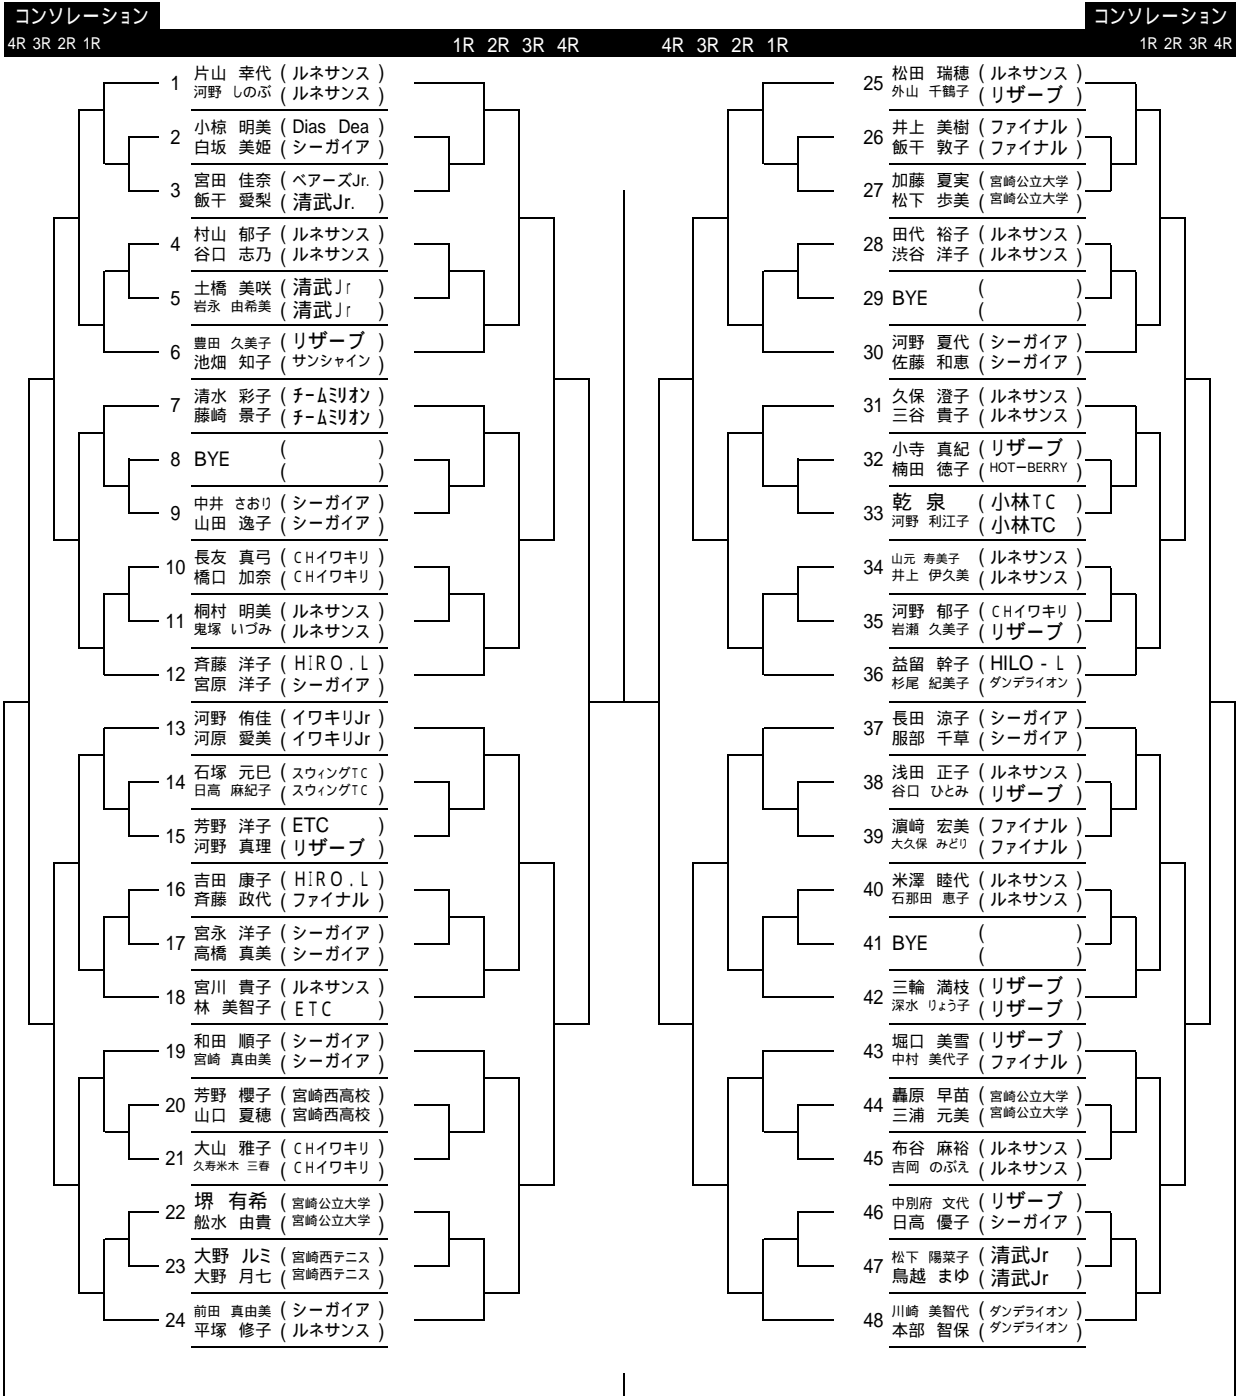 コンソレーション コンソレーション
4R 3R 2R 1R 1R 2R 3R 4R 4R 3R 2R 1R 1R 2R 3R 4R
1 片山 幸代 ( ルネサンス )
河野 しのぶ ( ルネサンス )
2 小椋 明美 ( Dias Dea )
白坂 美姫 ( シーガイア )
3 宮田 佳奈 ( ベアーズJr. )
飯干 愛梨 ( 清武Jr. )
4 村山 郁子 ( ルネサンス )
谷口 志乃 ( ルネサンス )
5 土橋 美咲 ( 清武Jr )
岩永 由希美 ( 清武Jr )
6 豊田 久美子 ( リザーブ )
池畑 知子 ( サンシャイン )
7 清水 彩子 ( チームミリオン )
藤崎 景子 ( チームミリオン )
8 BYE ( )
( )
9 中井 さおり ( シーガイア )
山田 逸子 ( シーガイア )
10 長友 真弓 ( CHイワキリ )
橋口 加奈 ( CHイワキリ )
11 桐村 明美 ( ルネサンス )
鬼塚 いづみ ( ルネサンス )
12 斉藤 洋子 ( HIRO.L )
宮原 洋子 ( シーガイア )
13 河野 侑佳 ( イワキリJr )
河原 愛美 ( イワキリJr )
14 石塚 元巳 ( スウィングTC )
日高 麻紀子 ( スウィングTC )
15 芳野 洋子 ( ETC )
河野 真理 ( リザーブ )
16 吉田 康子 ( HIRO.L )
斉藤 政代 ( ファイナル )
17 宮永 洋子 ( シーガイア )
高橋 真美 ( シーガイア )
18 宮川 貴子 ( ルネサンス )
林 美智子 ( ETC )
19 和田 順子 ( シーガイア )
宮崎 真由美 ( シーガイア )
20 芳野 櫻子 ( 宮崎西高校 )
山口 夏穂 ( 宮崎西高校 )
21 大山 雅子 ( CHイワキリ )
久寿米木 三春 ( CHイワキリ )
22 堺 有希 ( 宮崎公立大学 )
舩水 由貴 ( 宮崎公立大学 )
23 大野 ルミ ( 宮崎西テニス )
大野 月七 ( 宮崎西テニス )
24 前田 真由美 ( シーガイア )
平塚 修子 ( ルネサンス )
25 松田 瑞穂 ( ルネサンス )
外山 千鶴子 ( リザーブ )
26 井上 美樹 ( ファイナル )
飯干 敦子 ( ファイナル )
27 加藤 夏実 ( 宮崎公立大学 )
松下 歩美 ( 宮崎公立大学 )
28 田代 裕子 ( ルネサンス )
渋谷 洋子 ( ルネサンス )
29 BYE ( )
( )
30 河野 夏代 ( シーガイア )
佐藤 和恵 ( シーガイア )
31 久保 澄子 ( ルネサンス )
三谷 貴子 ( ルネサンス )
32 小寺 真紀 ( リザーブ )
楠田 徳子 ( HOT－BERRY )
33 乾 泉 ( 小林TC )
河野 利江子 ( 小林TC )
34 山元 寿美子 ( ルネサンス )
井上 伊久美 ( ルネサンス )
35 河野 郁子 ( CHイワキリ )
岩瀬 久美子 ( リザーブ )
36 益留 幹子 ( HILO - L )
杉尾 紀美子 ( ダンデライオン )
37 長田 涼子 ( シーガイア )
服部 千草 ( シーガイア )
38 浅田 正子 ( ルネサンス )
谷口 ひとみ ( リザーブ )
39 濵﨑 宏美 ( ファイナル )
大久保 みどり ( ファイナル )
40 米澤 睦代 ( ルネサンス )
石那田 恵子 ( ルネサンス )
41 BYE ( )
( )
42 三輪 満枝 ( リザーブ )
深水 りょう子 ( リザーブ )
43 堀口 美雪 ( リザーブ )
中村 美代子 ( ファイナル )
44 轟原 早苗 ( 宮崎公立大学 )
三浦 元美 ( 宮崎公立大学 )
45 布谷 麻裕 ( ルネサンス )
吉岡 のぶえ ( ルネサンス )
46 中別府 文代 ( リザーブ )
日高 優子 ( シーガイア )
47 松下 陽菜子 ( 清武Jr )
鳥越 まゆ ( 清武Jr )
48 川崎 美智代 ( ダンデライオン )
本部 智保 ( ダンデライオン )